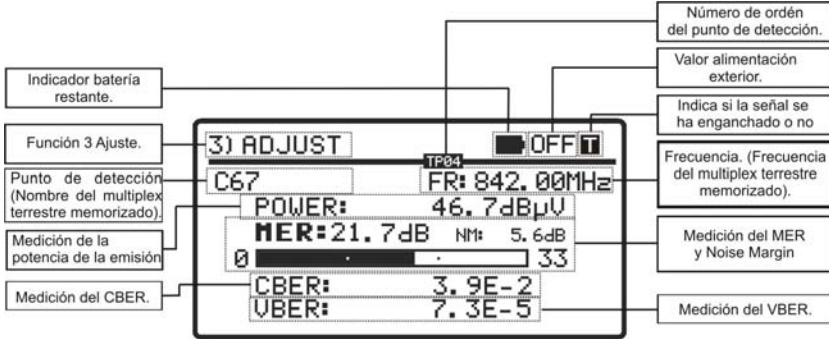 Número de ordén
del punto de detección.
Indicador batería
restante.
Valor alimentación
exterior.
Indica si la señal se
ha enganchado o no
Función 3 Ajuste.
3) ADJUST
OFF T
TP04
Punto de detección
(Nombre del multiplex
terrestre memorizado).
C67
FR: 842.00MHz
Frecuencia. (Frecuencia
del multiplex terrestre
memorizado).
POWER: 46.7dBµV
Medición de la
potencia de la emisión
MER:21.7dB NM: 5.6dB
0 33
Medición del MER
y Noise Margin
Medición del CBER.
CBER: 3.9E-2
VBER: 7.3E-5
Medición del VBER.